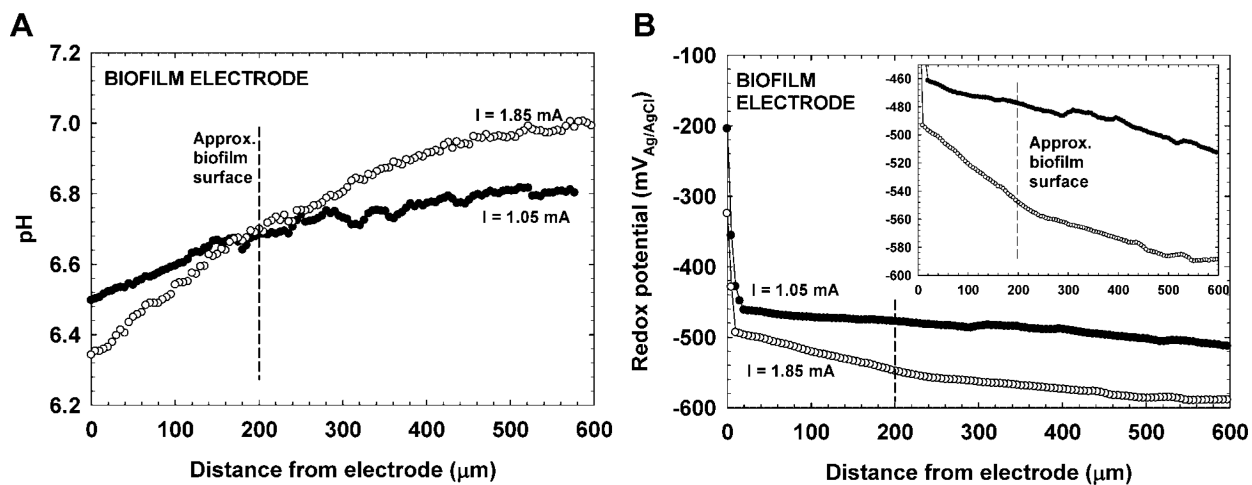 A
7.2
7.0
6.8
6.6
6.4
6.2
pH
BIOFILM ELECTRODE
I = 1.85 mA
Approx.
biofilm
surface
I = 1.05 mA
0 100 200 300 400 500 600
Distance from electrode (μm)
B
-100
-200
-300
-400
-500
-600
Redox potential (mV Ag/AgCl)
BIOFILM
ELECTRODE
-460
-480
-500
-520
-540
-560
-580
-600
Approx.
biofilm
surface
0 100 200 300 400 500 600
I = 1.05 mA
I = 1.85 mA
0 100 200 300 400 500 600
Distance from electrode (μm)